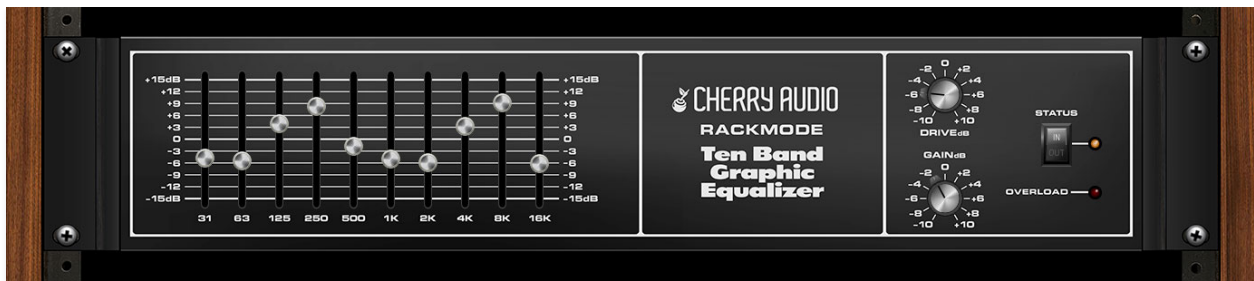 +15dB +15dB
+12 +12
+9 +9
+6 +6
+3 +3
0 0
-3 -3
-6 -6
-9 -9
-12 -12
-15dB -15dB
31 63 125 250 500 1K 2K 4K 8K 16K
CHERRY AUDIO
RACKMODE
Ten Band
Graphic
Equalizer
0
-2 +2
-4 +4
-6 +6
-8 +8
-10 +10
DRIVEdB
GAINdB
0
-2 +2
-4 +4
-6 +6
-8 +8
-10 +10
STATUS
IN
OUT
OVERLOAD